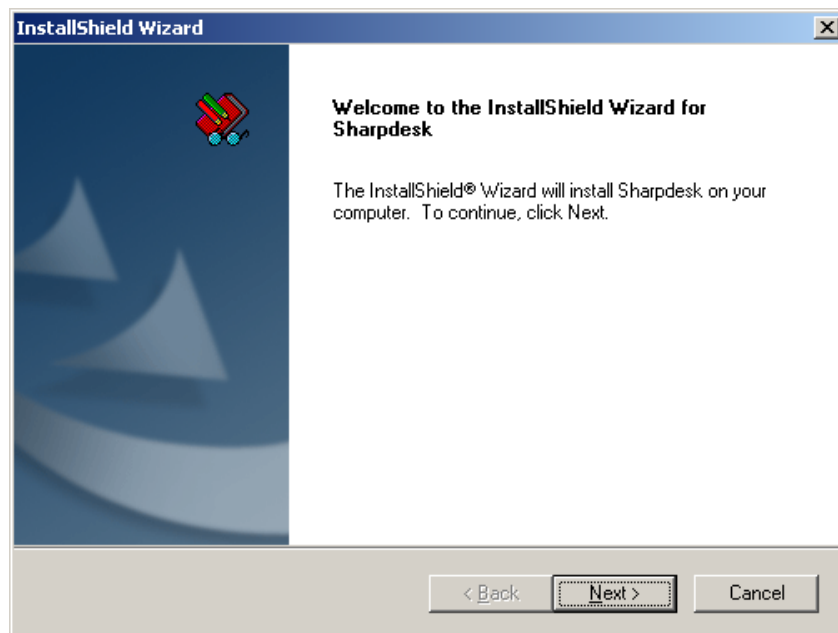 InstallShield Wizard
Welcome to the InstallShield Wizard for
Sharpdesk
The InstallShield® Wizard will install Sharpdesk on your
computer.  To continue, click Next.
< Back
Next >
Cancel